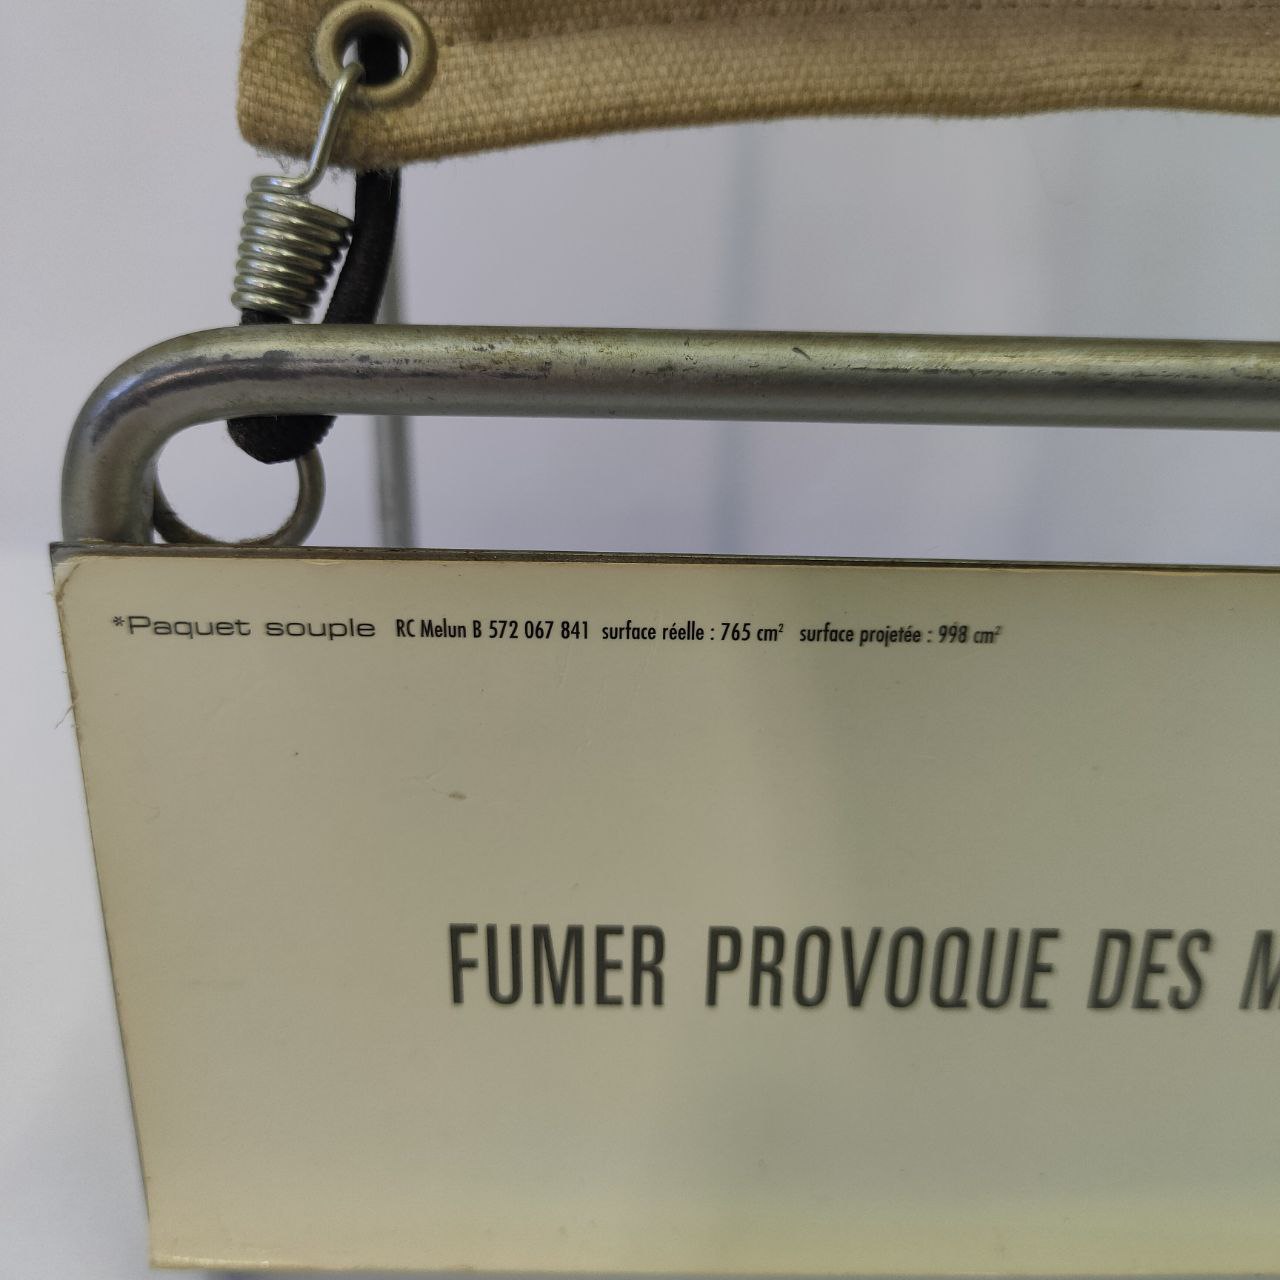 *Paquet souple RC Melun B 572 067 841 surface réelle : 765 cm² surface projetée : 998 cm²
FUMER PROVOQUE DES